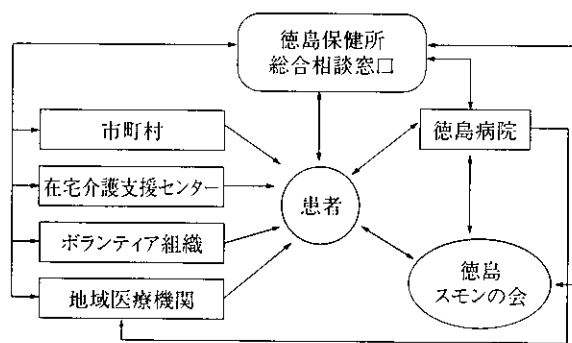 徳島保健所
総合相談窓口
市町村
徳島病院
在宅介護支援センター
患者
ボランティア組織
徳島
スモンの会
地域医療機関